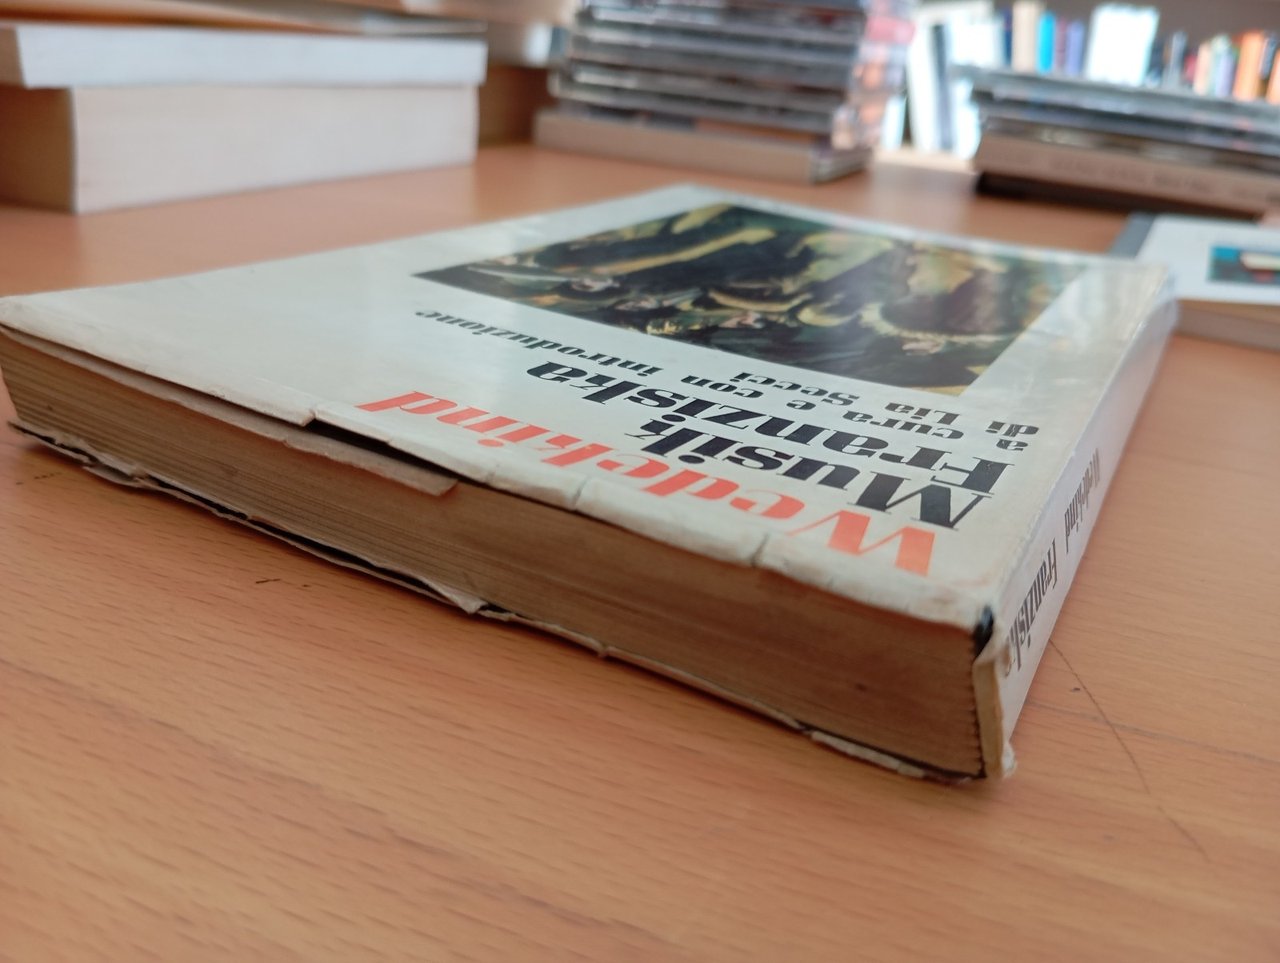 Wedekind
Musik
Franziska
a cura e con introduzione
di Lia Secci
Wedekind Franziska